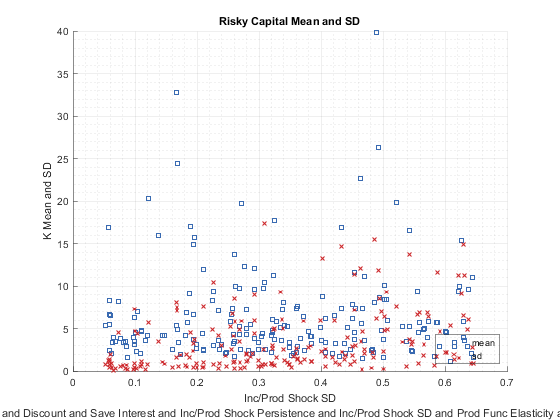 Risky Capital Mean and SD
K Mean and SD
40
35
30
25
20
15
10
5
0
0
0.1
0.2
0.3
0.4
0.5
0.6
0.7
mean
sd
Inc/Prod Shock SD
and Discount and Save Interest and Inc/Prod Shock Persistence and Inc/Prod Shock SD and Prod Func Elasticity a